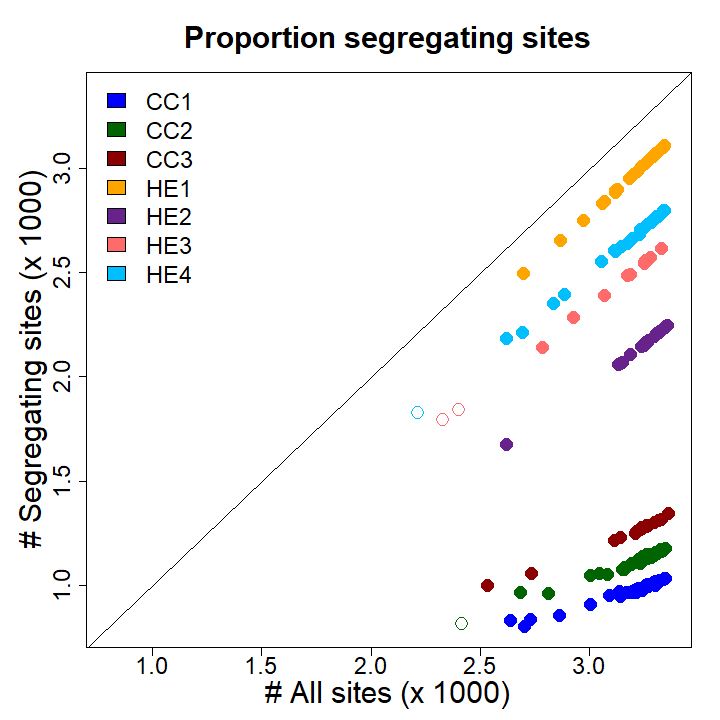 Proportion segregating sites
CC1
CC2
CC3
HE1
HE2
HE3
HE4
# Segregating sites (x 1000)
3.0
2.5
2.0
1.5
1.0
1.0 1.5 2.0 2.5 3.0
# All sites (x 1000)